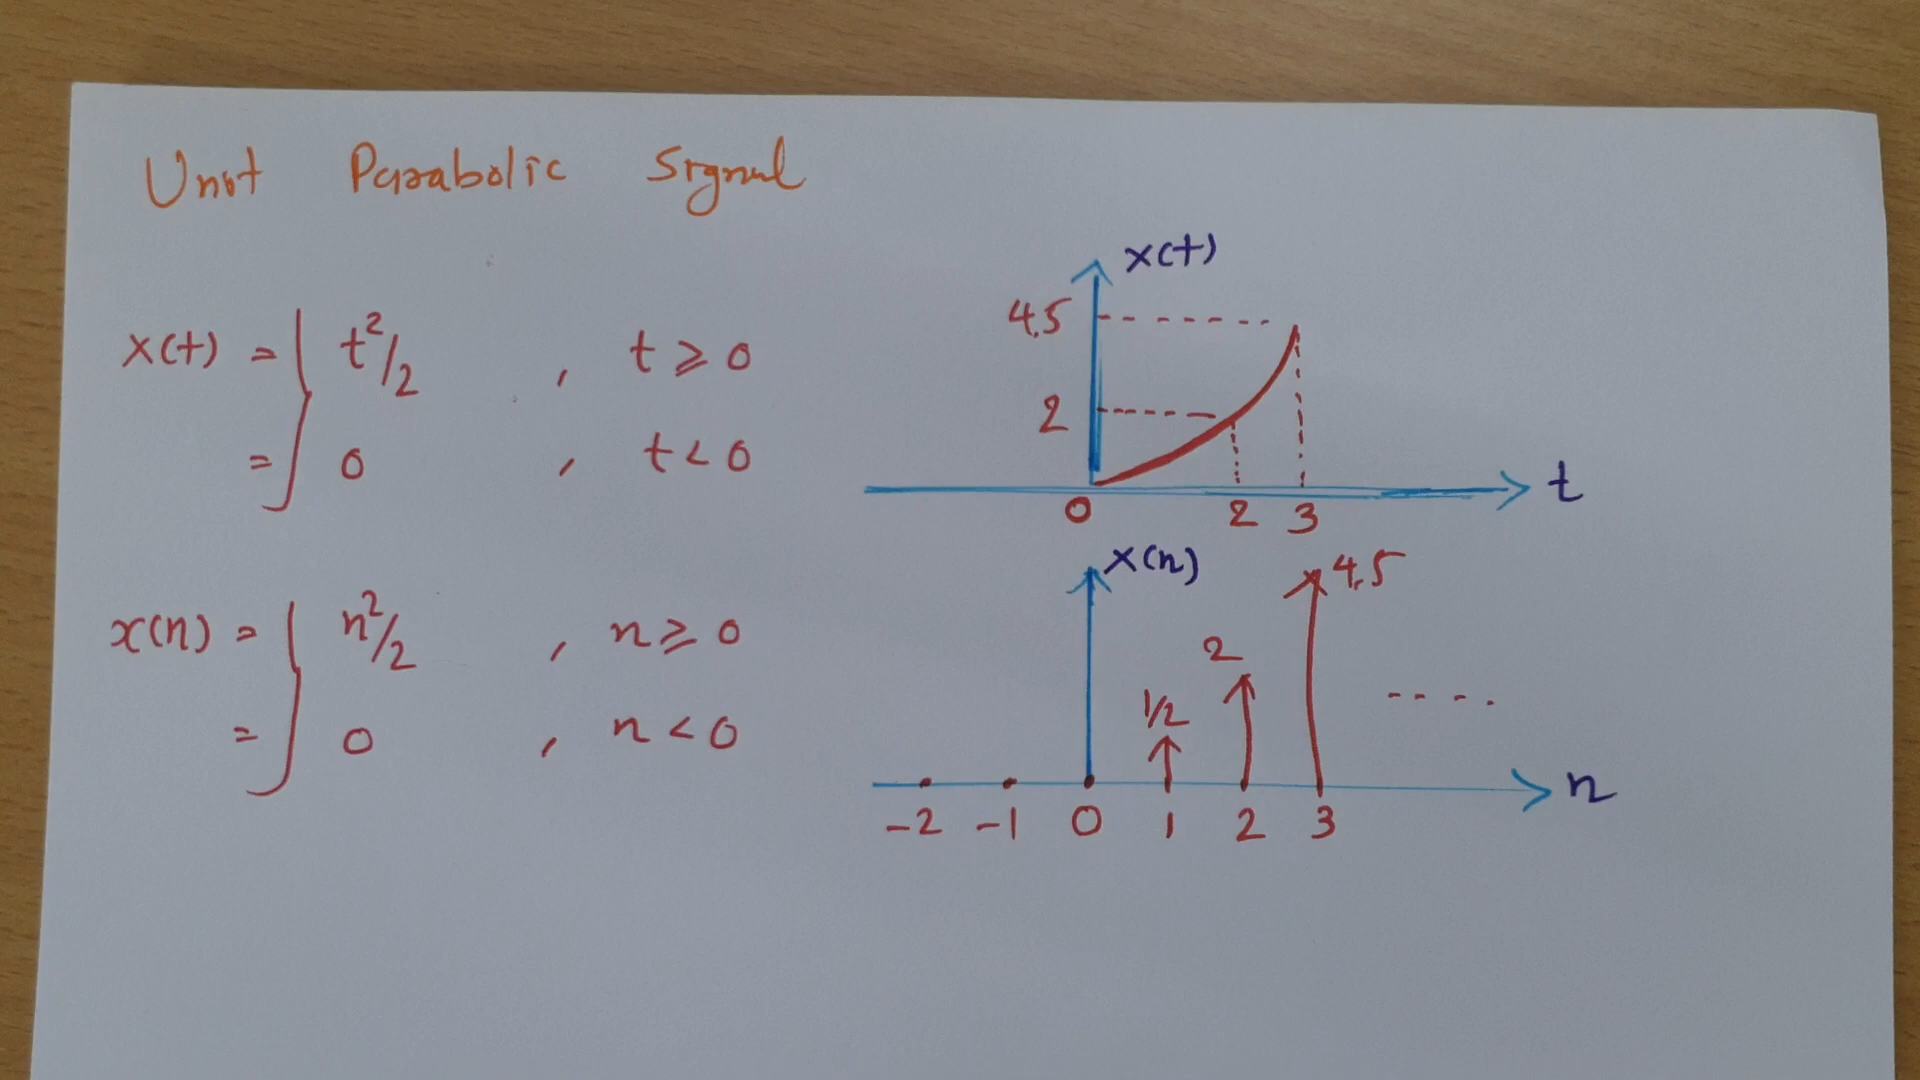 Unit Parabolic Signal
x(t) = { t²/2 , t ≥ 0
= 0 , t < 0
x(t)
4.5
2
0 2 3 t
x(n) = { n²/2 , n ≥ 0
= 0 , n < 0
x(n)
4.5
2
1/2
- - - .
-2 -1 0 1 2 3 n